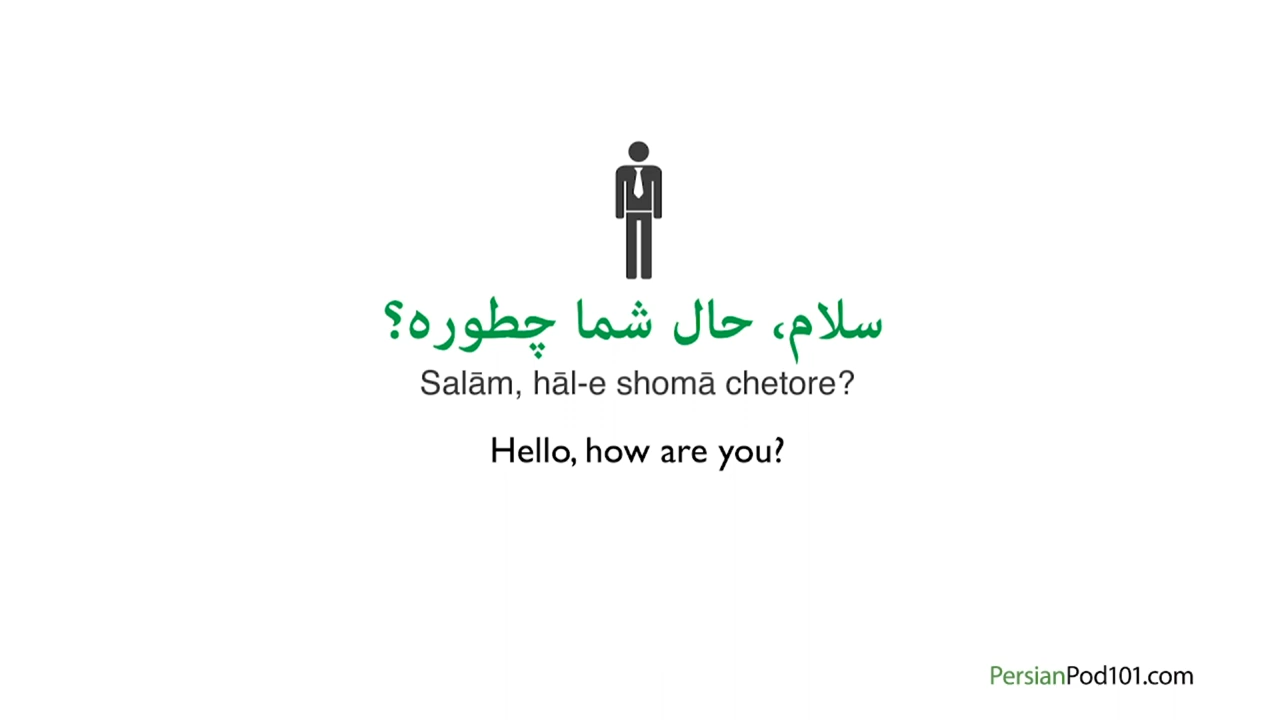 سلام، حال شما چطوره؟
Salām, hāl-e shomā chetore?
Hello, how are you?
PersianPod101.com